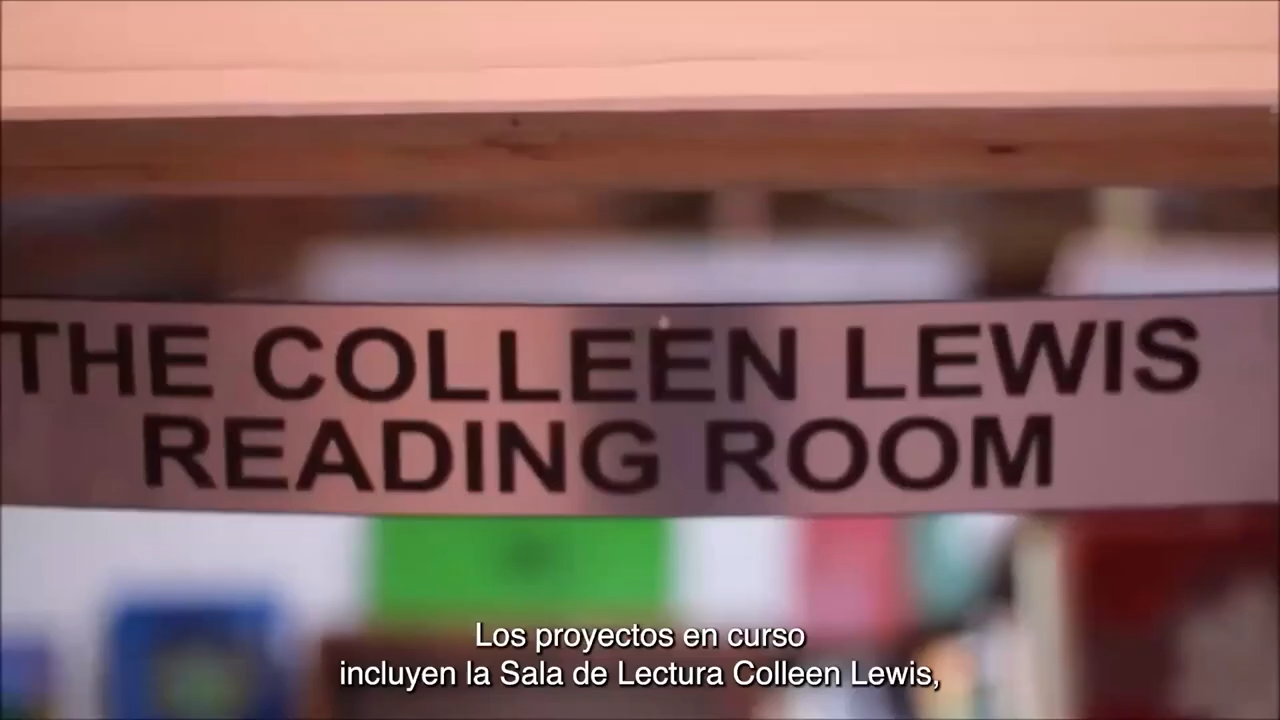 THE COLLEEN LEWIS
READING ROOM
Los proyectos en curso
incluyen la Sala de Lectura Colleen Lewis,